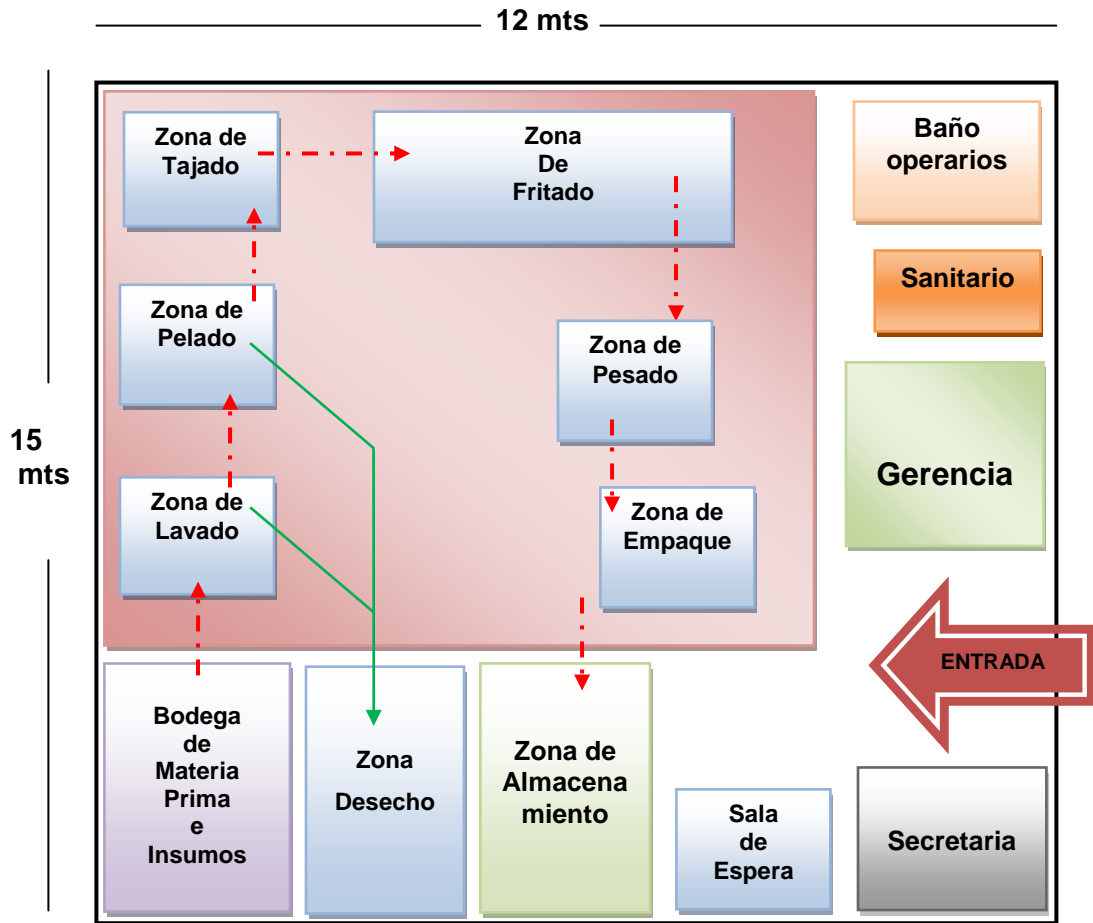 12 mts
15
mts
Zona de
Tajado
Zona
De
Fritado
Baño
operarios
Sanitario
Zona de
Pelado
Zona de
Pesado
Gerencia
Zona de
Lavado
Zona de
Empaque
ENTRADA
Bodega
de
Materia
Prima
e
Insumos
Zona
Desecho
Zona de
Almacena
miento
Sala
de
Espera
Secretaria